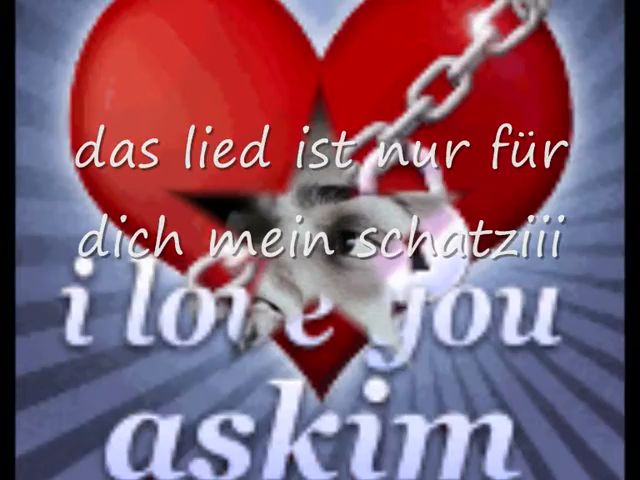 das lied ist nur für
dich mein schatziii
i love you
askim